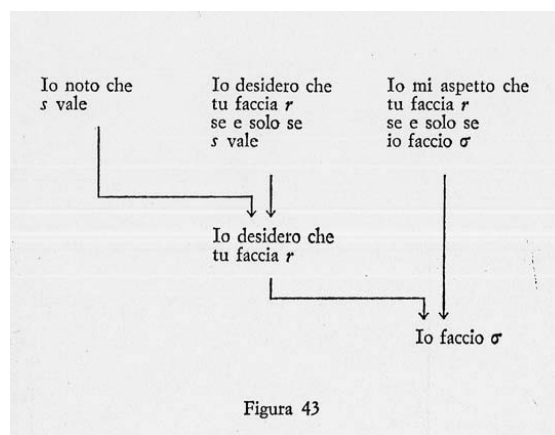 Io noto che
s vale
Io desidero che
tu faccia r
se e solo se
s vale
Io mi aspetto che
tu faccia r
se e solo se
io faccio σ
Io desidero che
tu faccia r
Io faccio σ
Figura 43